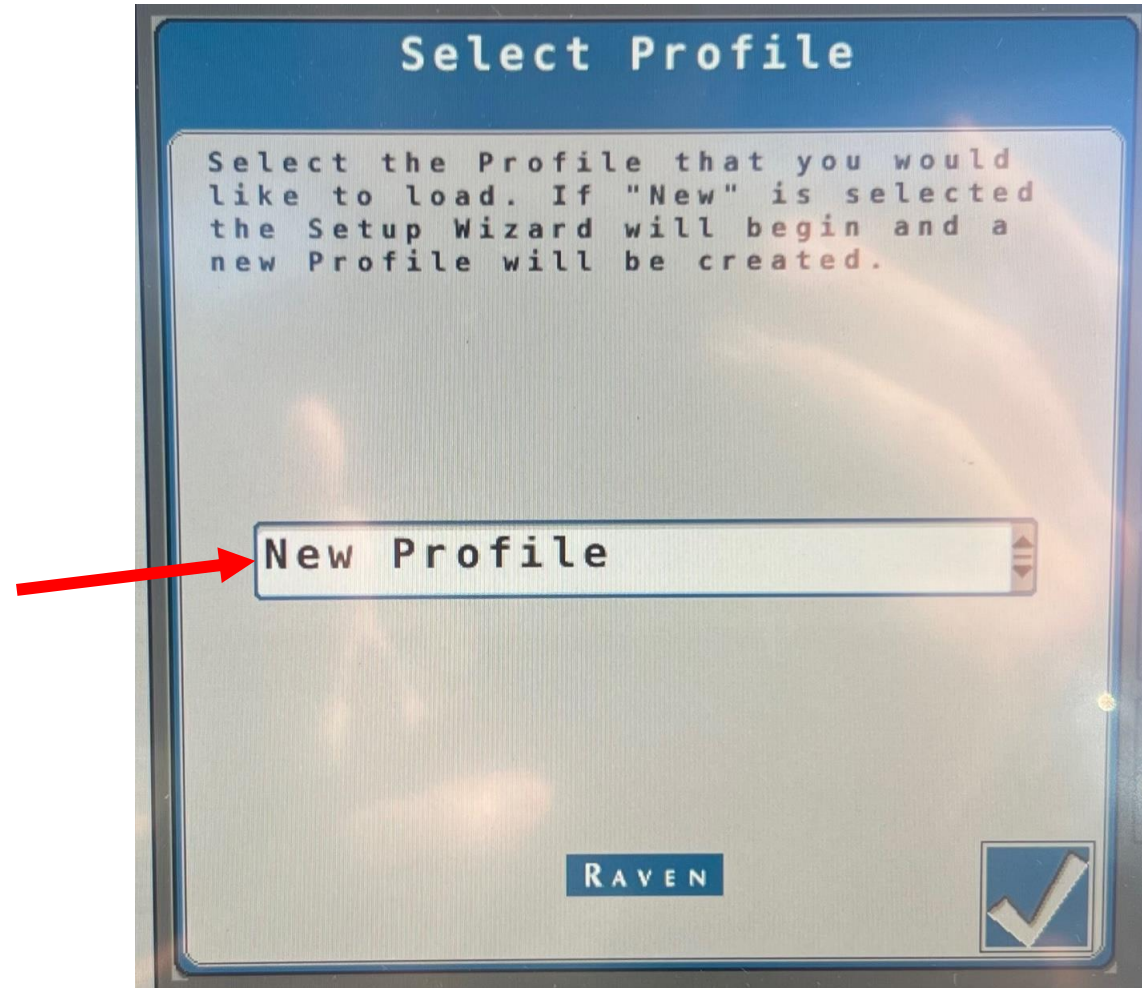 Select Profile
Select the Profile that you would
like to load. If "New" is selected
the Setup Wizard will begin and a
new Profile will be created.
New Profile
RAVEN